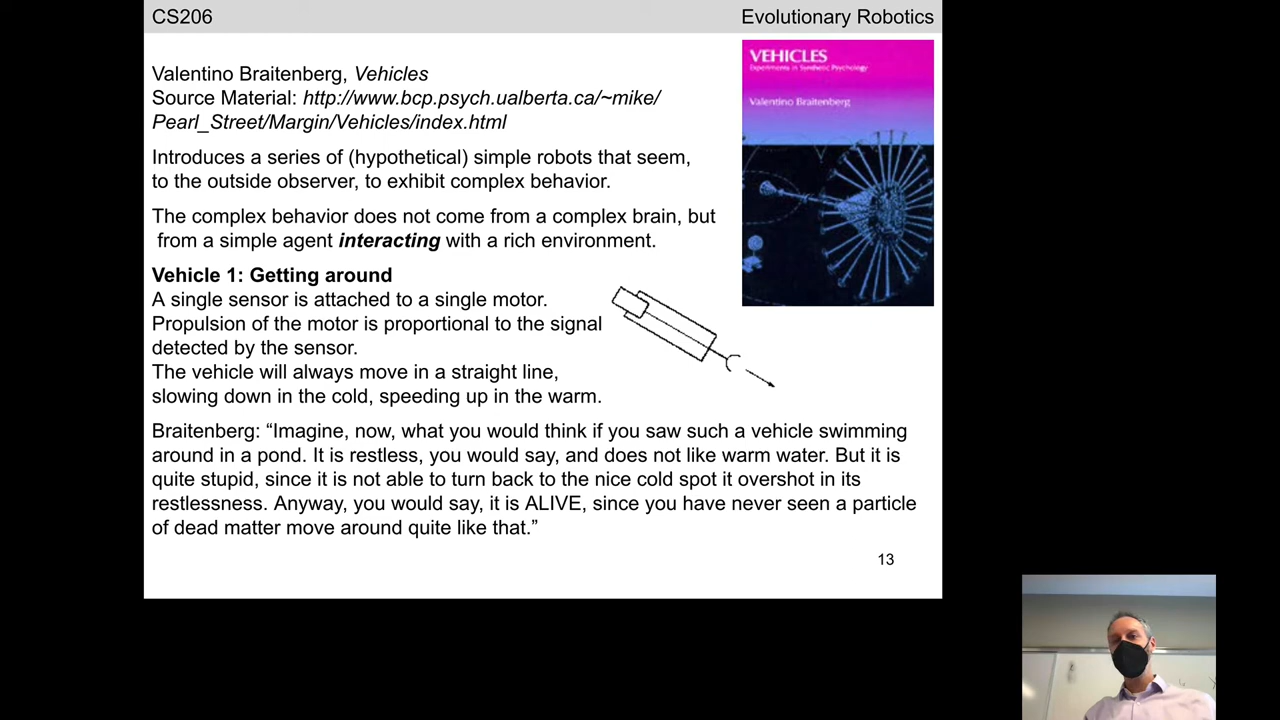 CS206
Evolutionary Robotics
Valentino Braitenberg, Vehicles
Source Material: http://www.bcp.psych.ualberta.ca/~mike/
Pearl_Street/Margin/Vehicles/index.html
Introduces a series of (hypothetical) simple robots that seem,
to the outside observer, to exhibit complex behavior.
The complex behavior does not come from a complex brain, but
from a simple agent interacting with a rich environment.
Vehicle 1: Getting around
A single sensor is attached to a single motor.
Propulsion of the motor is proportional to the signal
detected by the sensor.
The vehicle will always move in a straight line,
slowing down in the cold, speeding up in the warm.
Braitenberg: “Imagine, now, what you would think if you saw such a vehicle swimming
around in a pond. It is restless, you would say, and does not like warm water. But it is
quite stupid, since it is not able to turn back to the nice cold spot it overshot in its
restlessness. Anyway, you would say, it is ALIVE, since you have never seen a particle
of dead matter move around quite like that.”
13
VEHICLES
Experiments in Synthetic Psychology
Valentino Braitenberg